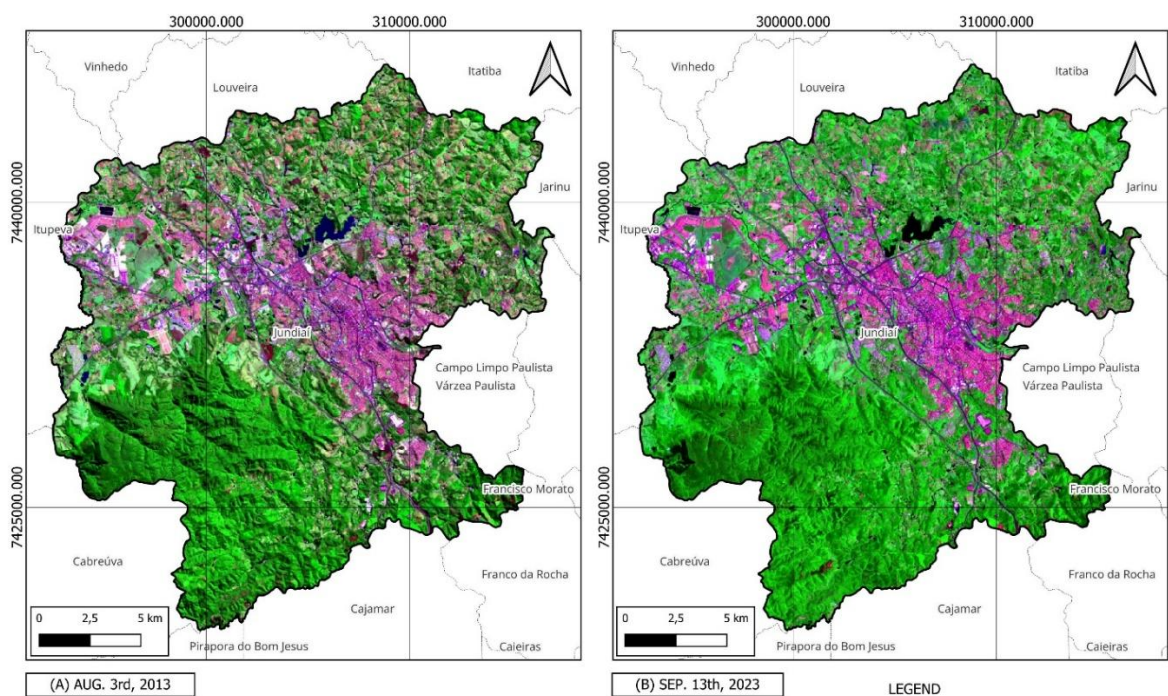 300000.000 310000.000
Vinhedo
Itatiba
Louveira
Jarinu
7440000.000
Itupeva
Jundiaí
Campo Limpo Paulista
Várzea Paulista
Francisco Morato
7425000.000
Cabreúva
Franco da Rocha
Cajamar
0 2,5 5 km
Pirapora do Bom Jesus
Caieiras
(A) AUG. 3rd, 2013
300000.000 310000.000
Vinhedo
Itatiba
Louveira
Jarinu
7440000.000
Itupeva
Jundiaí
Campo Limpo Paulista
Várzea Paulista
Francisco Morato
7425000.000
Cabreúva
Franco da Rocha
Cajamar
0 2,5 5 km
Pirapora do Bom Jesus
Caieiras
(B) SEP. 13th, 2023
LEGEND